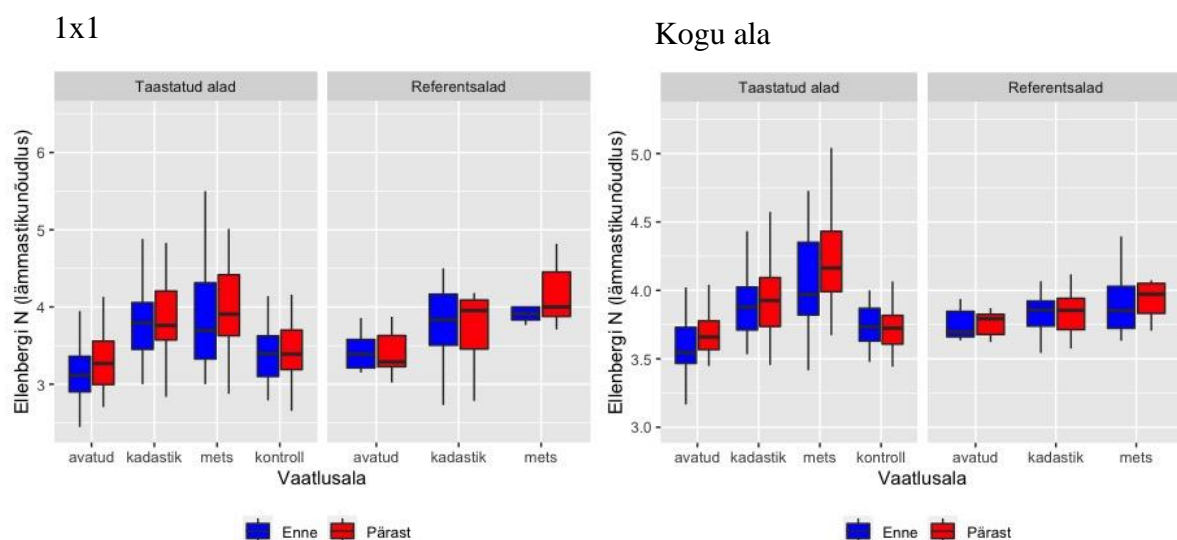 1x1
Kogu ala
Taastatud alad Referentsalad
Ellenbergi N (lämmastikunõudlus)
6
5
4
3
avatud kadastik mets kontroll avatud kadastik mets
Vaatlusala
Enne Pärast
Taastatud alad Referentsalad
Ellenbergi N (lämmastikunõudlus)
5.0
4.5
4.0
3.5
3.0
avatud kadastik mets kontroll avatud kadastik mets
Vaatlusala
Enne Pärast